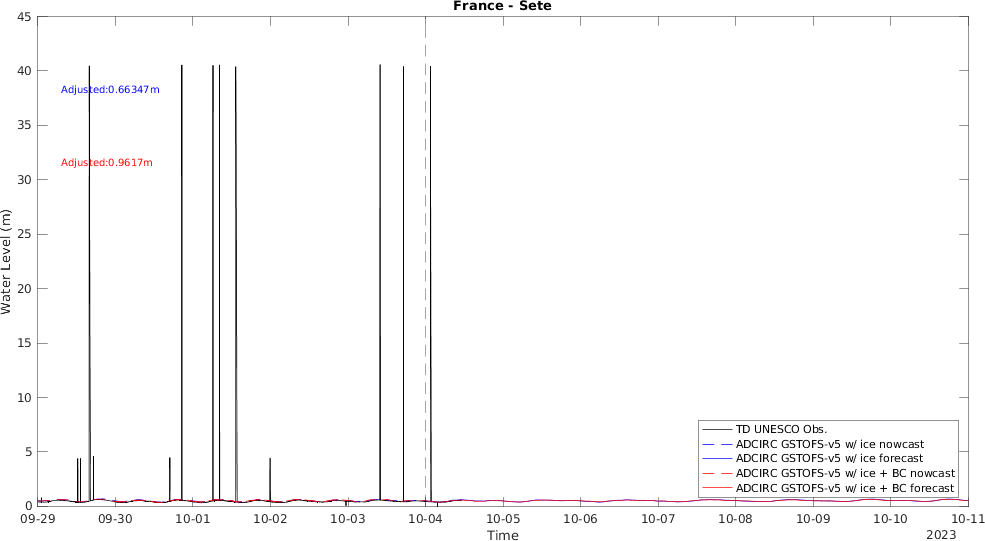 France - Sete
45
40
35
30
25
20
15
10
5
0
Water Level (m)
Adjusted:0.66347m
Adjusted:0.9617m
TD UNESCO Obs.
ADCIRC GSTOFS-v5 w/ ice nowcast
ADCIRC GSTOFS-v5 w/ ice forecast
ADCIRC GSTOFS-v5 w/ ice + BC nowcast
ADCIRC GSTOFS-v5 w/ ice + BC forecast
09-29 09-30 10-01 10-02 10-03 10-04 10-05 10-06 10-07 10-08 10-09 10-10 10-11
Time
2023